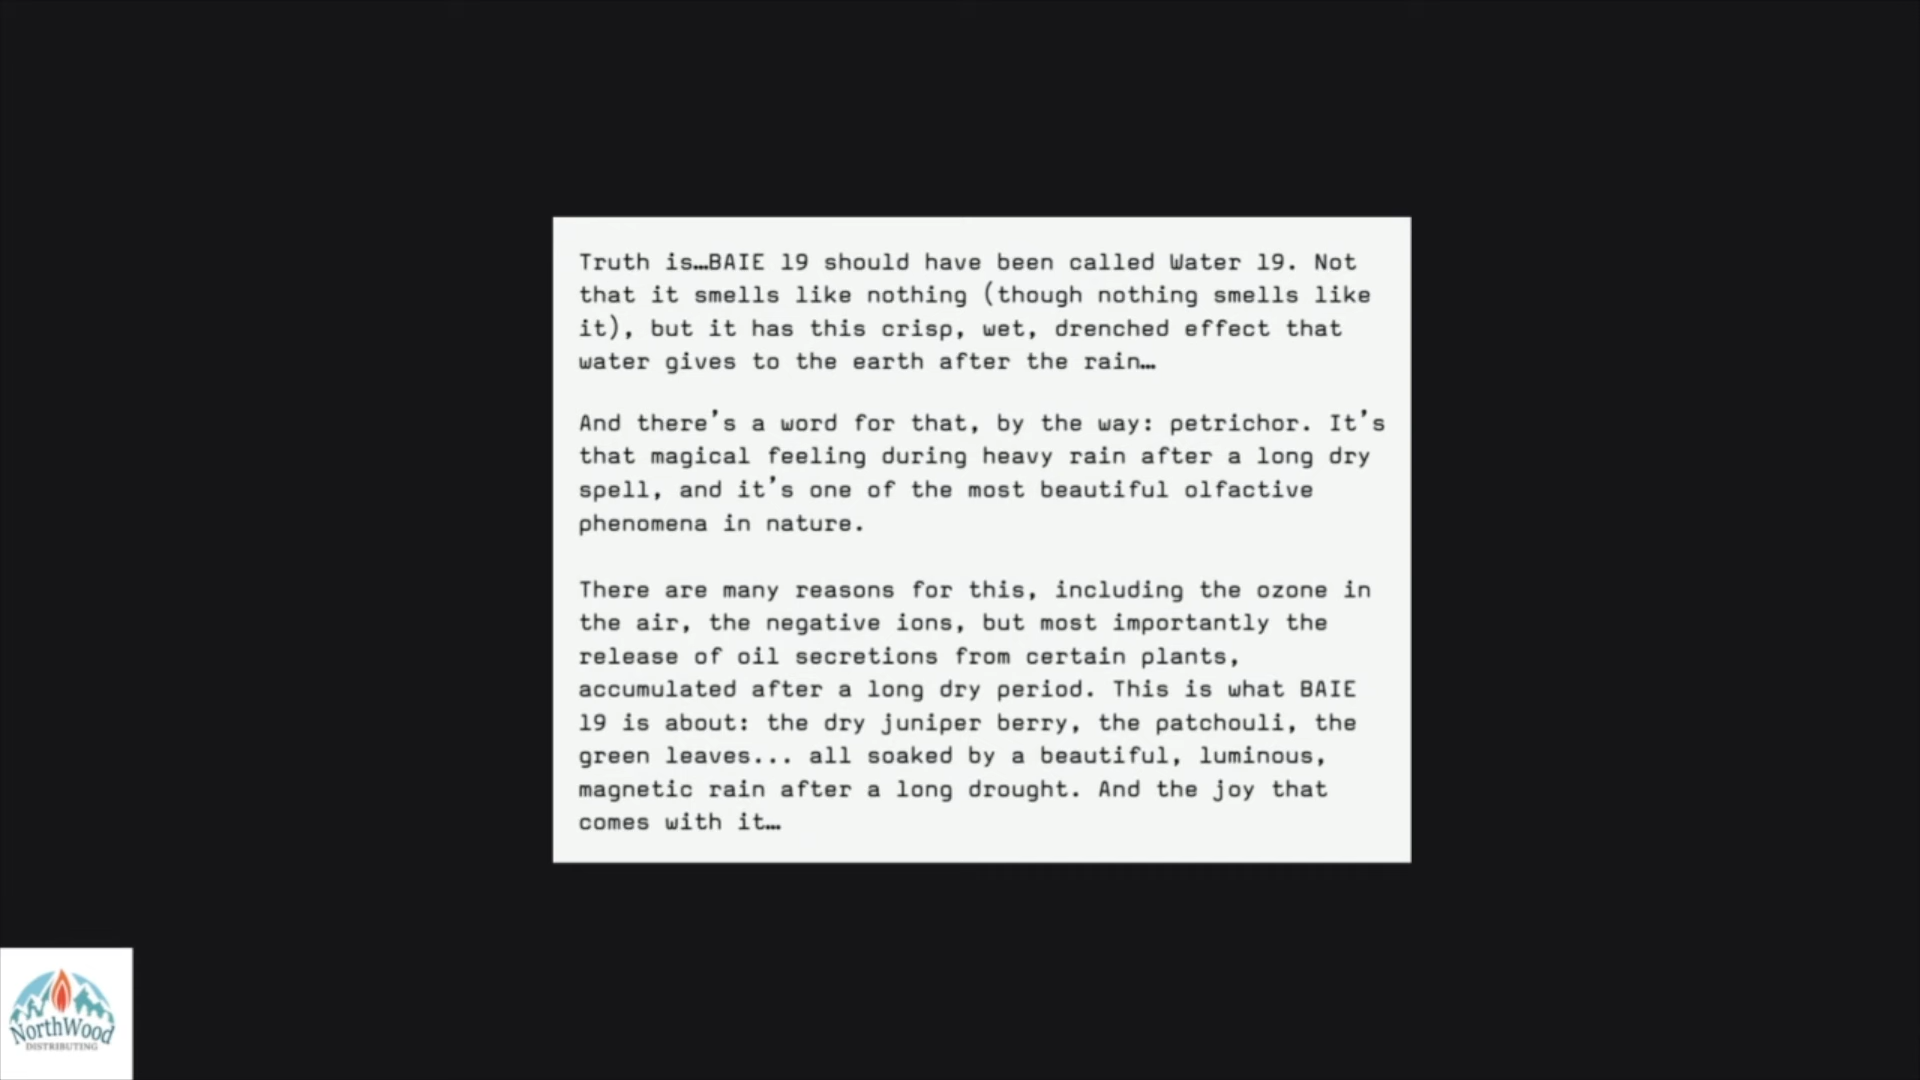 Truth is…BAIE 19 should have been called Water 19. Not
that it smells like nothing (though nothing smells like
it), but it has this crisp, wet, drenched effect that
water gives to the earth after the rain…
And there’s a word for that, by the way: petrichor. It’s
that magical feeling during heavy rain after a long dry
spell, and it’s one of the most beautiful olfactive
phenomena in nature.
There are many reasons for this, including the ozone in
the air, the negative ions, but most importantly the
release of oil secretions from certain plants,
accumulated after a long dry period. This is what BAIE
19 is about: the dry juniper berry, the patchouli, the
green leaves... all soaked by a beautiful, luminous,
magnetic rain after a long drought. And the joy that
comes with it…
NorthWood
DISTRIBUTING